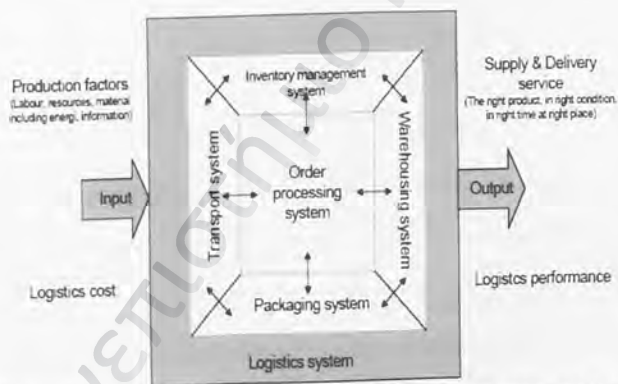 Production factors
(Labour, resources, material
including energi, information)
Input
Logistics cost
Inventory management
system
Transport system
Order
processing
system
Warehousing system
Packaging system
Logistics system
Supply & Delivery
service
(The right product, in right condition,
in right time at right place)
Output
Logistcs performance